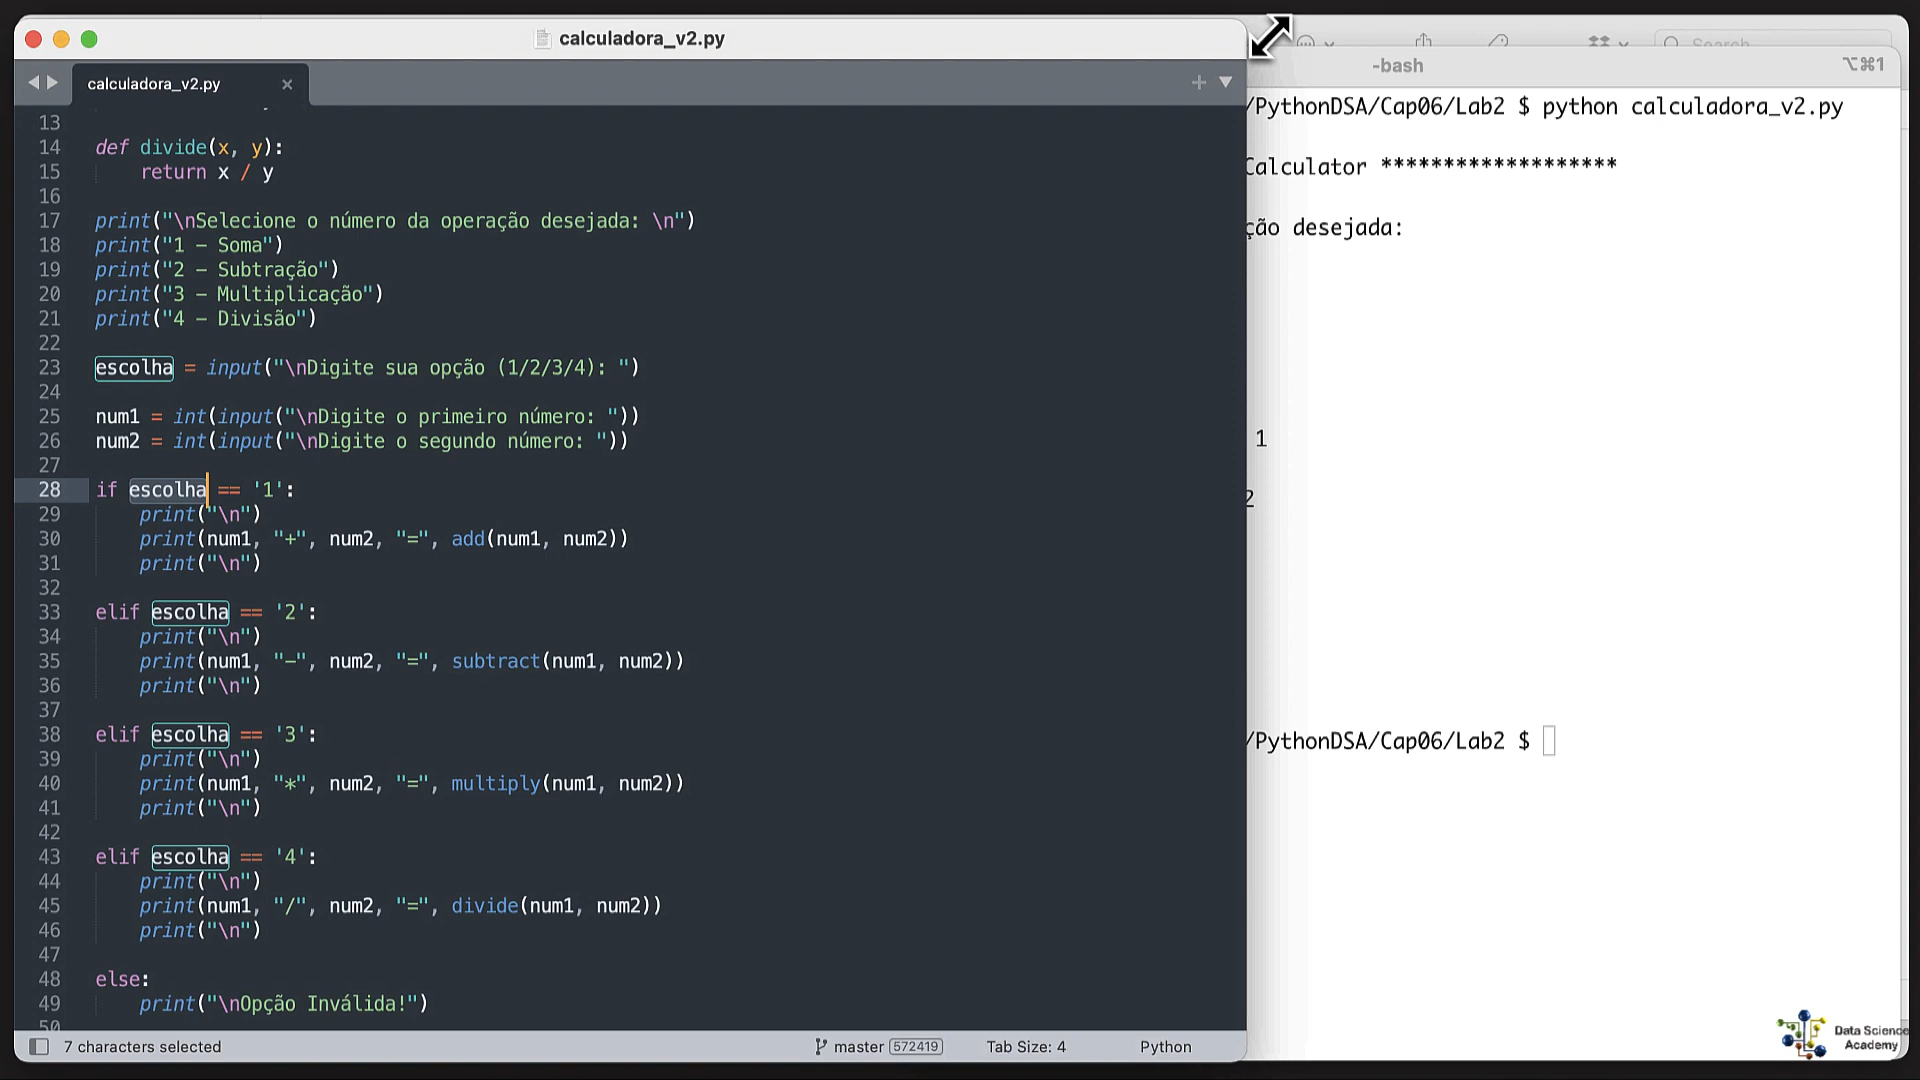 calculadora_v2.py
calculadora_v2.py
13
14 def divide(x, y):
15 return x / y
16
17 print("\nSelecione o número da operação desejada: \n")
18 print("1 - Soma")
19 print("2 - Subtração")
20 print("3 - Multiplicação")
21 print("4 - Divisão")
22
23 escolha = input("\nDigite sua opção (1/2/3/4): ")
24
25 num1 = int(input("\nDigite o primeiro número: "))
26 num2 = int(input("\nDigite o segundo número: "))
27
28 if escolha == '1':
29 print("\n")
30 print(num1, "+", num2, "=", add(num1, num2))
31 print("\n")
32
33 elif escolha == '2':
34 print("\n")
35 print(num1, "-", num2, "=", subtract(num1, num2))
36 print("\n")
37
38 elif escolha == '3':
39 print("\n")
40 print(num1, "*", num2, "=", multiply(num1, num2))
41 print("\n")
42
43 elif escolha == '4':
44 print("\n")
45 print(num1, "/", num2, "=", divide(num1, num2))
46 print("\n")
47
48 else:
49 print("\nOpção Inválida!")
50
7 characters selected
master 572419
Tab Size: 4
Python
Search
-bash
⌥⌘1
/PythonDSA/Cap06/Lab2 $ python calculadora_v2.py
Calculator *******************
ção desejada:
1
2
/PythonDSA/Cap06/Lab2 $
Data Science
Academy